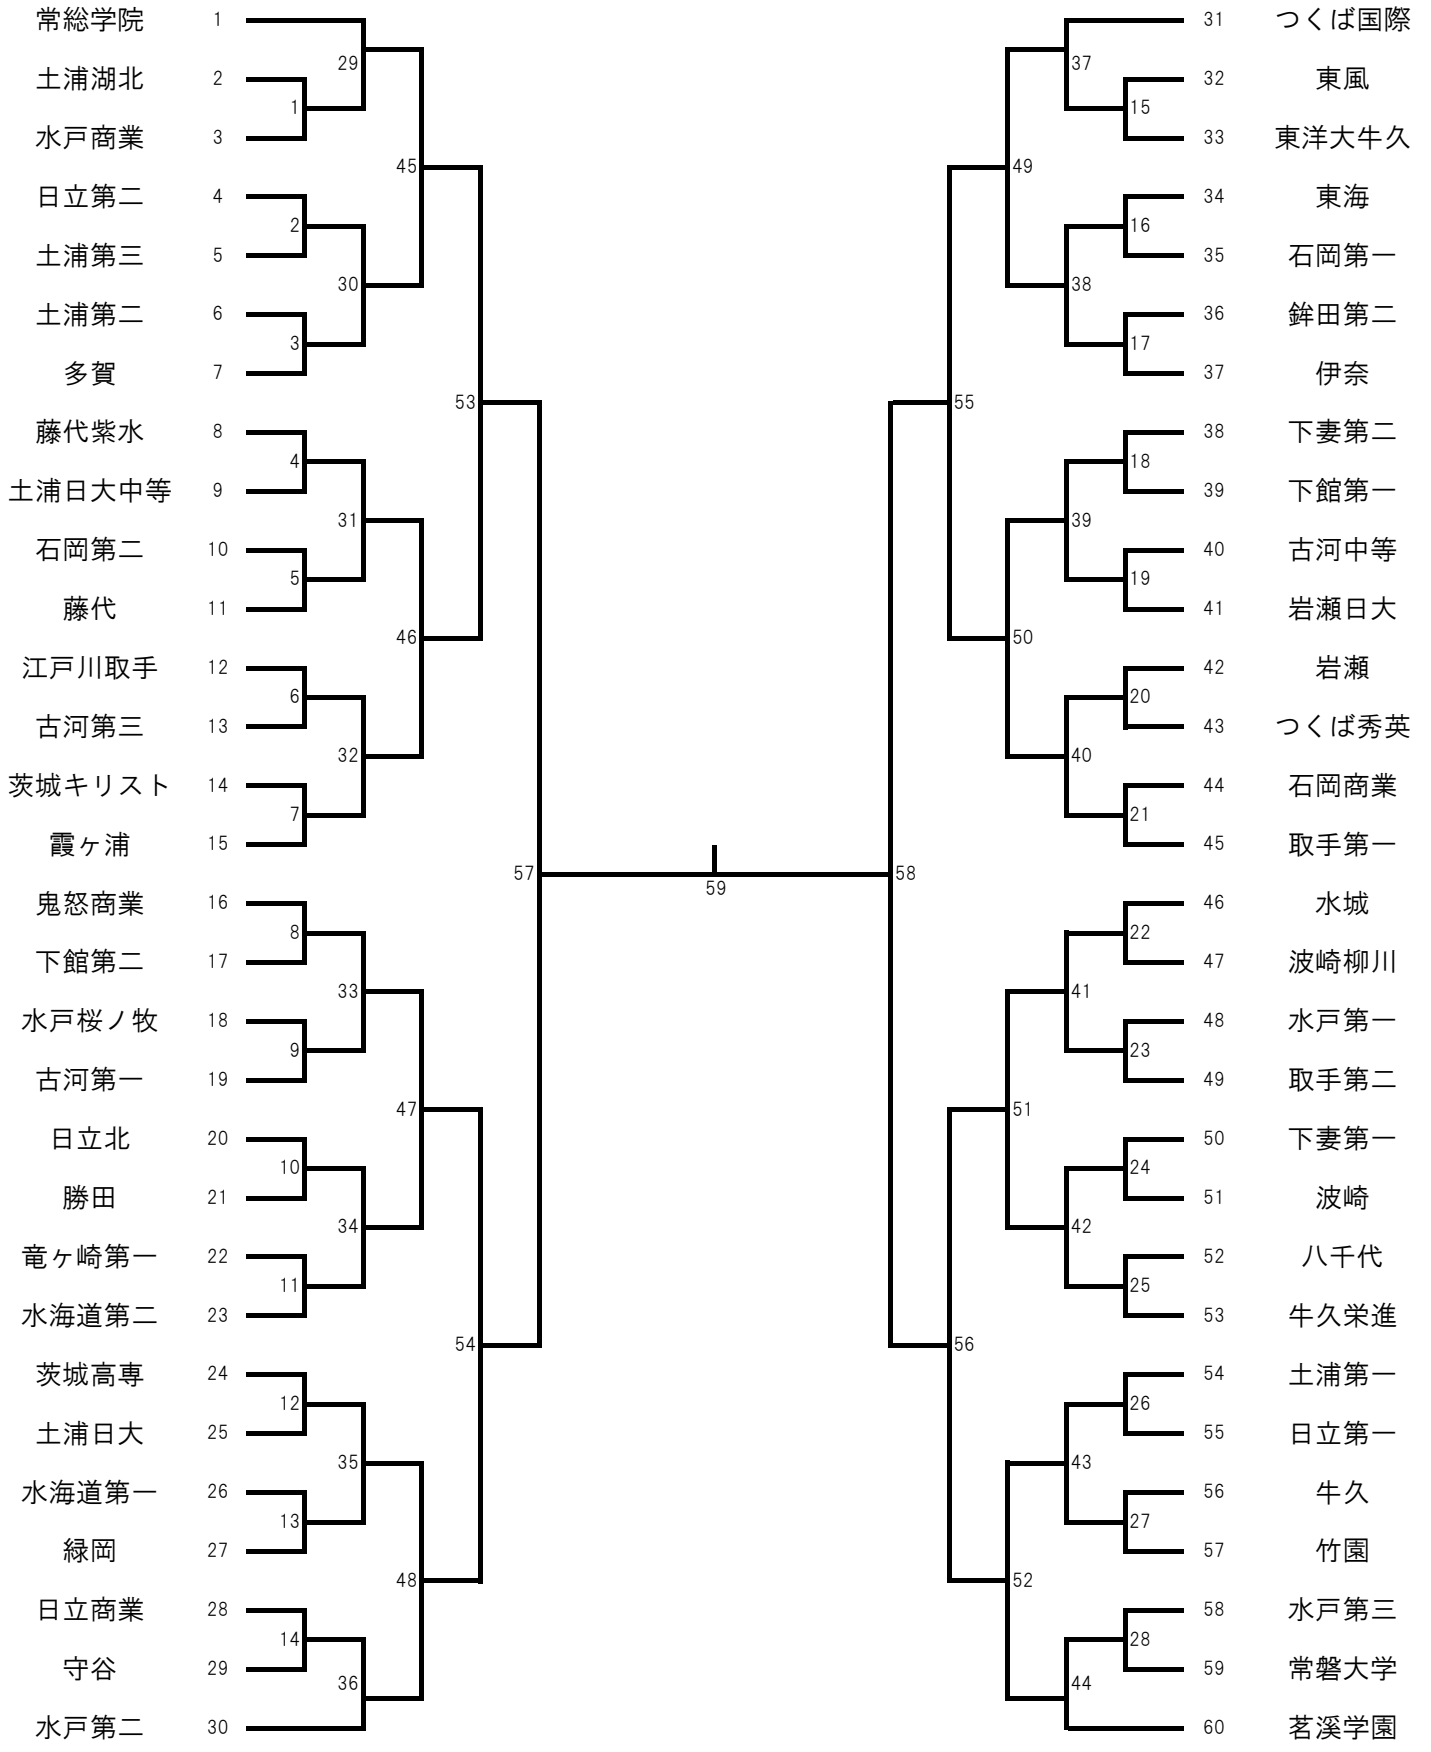 常総学院 1
29
土浦湖北 2
1
水戸商業 3
45
日立第二 4
2
土浦第三 5
30
土浦第二 6
3
多賀 7
53
藤代紫水 8
4
土浦日大中等 9
31
石岡第二 10
5
藤代 11
46
江戸川取手 12
6
古河第三 13
32
茨城キリスト 14
7
霞ヶ浦 15
57
鬼怒商業 16
8
下館第二 17
33
水戸桜ノ牧 18
9
古河第一 19
47
日立北 20
10
勝田 21
34
竜ヶ崎第一 22
11
水海道第二 23
54
茨城高専 24
12
土浦日大 25
35
水海道第一 26
13
緑岡 27
48
日立商業 28
14
守谷 29
36
水戸第二 30
59
31 つくば国際
37
32 東風
15
33 東洋大牛久
49
34 東海
16
35 石岡第一
38
36 鉾田第二
17
37 伊奈
55
38 下妻第二
18
39 下館第一
39
40 古河中等
19
41 岩瀬日大
50
42 岩瀬
20
43 つくば秀英
40
44 石岡商業
21
45 取手第一
58
46 水城
22
47 波崎柳川
41
48 水戸第一
23
49 取手第二
51
50 下妻第一
24
51 波崎
42
52 八千代
25
53 牛久栄進
56
54 土浦第一
26
55 日立第一
43
56 牛久
27
57 竹園
52
58 水戸第三
28
59 常磐大学
44
60 茗溪学園